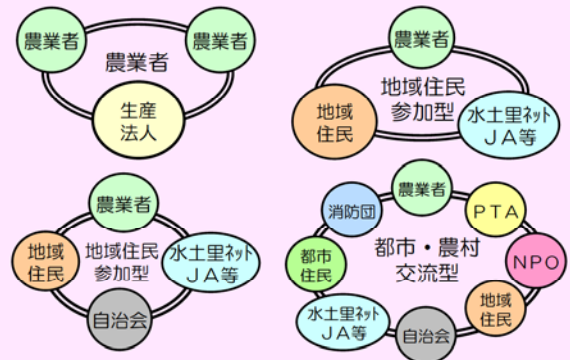 農業者
農業者
農業者
生産
法人
農業者
地域住民
参加型
地域
住民
水土里ネット
JA等
農業者
地域
住民
地域住民
参加型
水土里ネット
JA等
自治会
農業者
消防団
PTA
都市
住民
都市・農村
交流型
NPO
水土里ネット
JA等
自治会
地域
住民